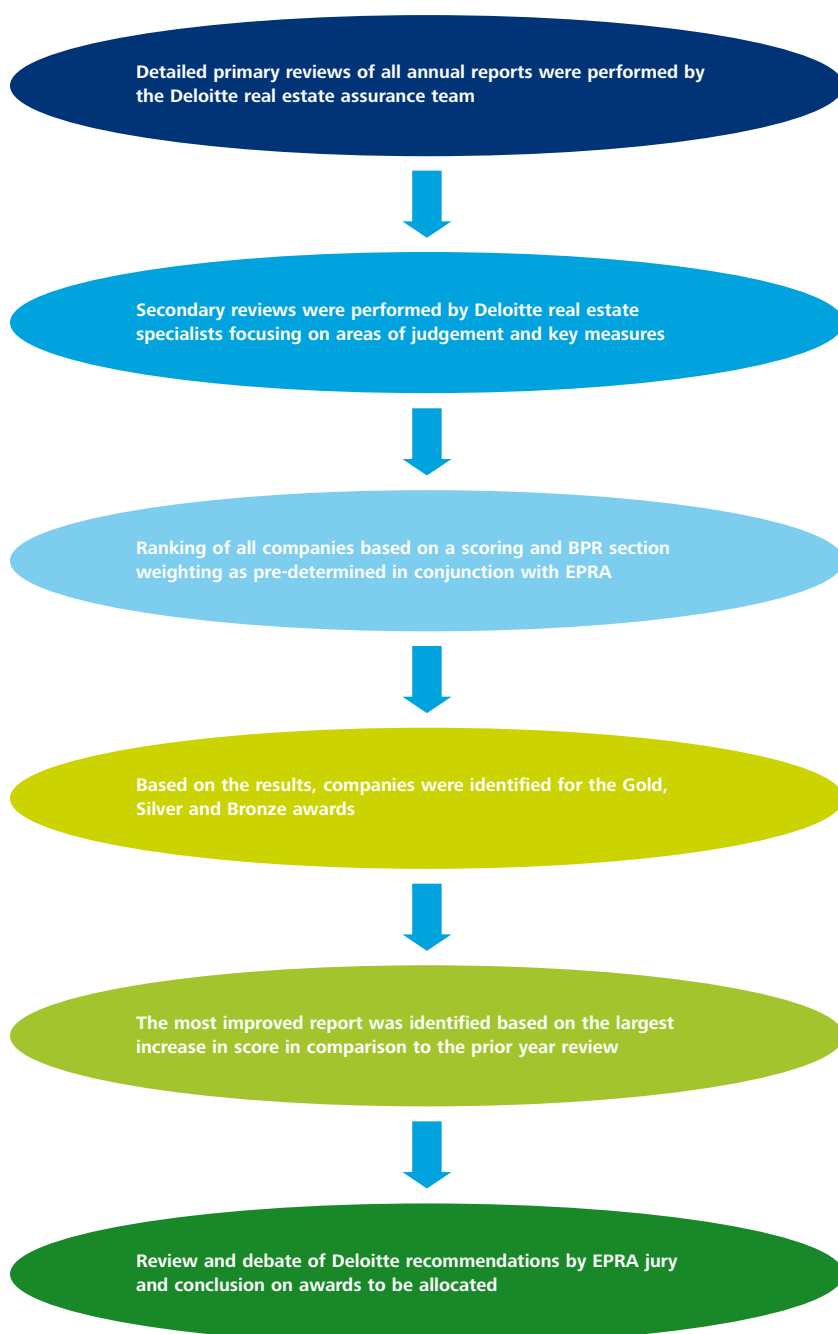 Detailed primary reviews of all annual reports were performed by
the Deloitte real estate assurance team
Secondary reviews were performed by Deloitte real estate
specialists focusing on areas of judgement and key measures
Ranking of all companies based on a scoring and BPR section
weighting as pre-determined in conjunction with EPRA
Based on the results, companies were identified for the Gold,
Silver and Bronze awards
The most improved report was identified based on the largest
increase in score in comparison to the prior year review
Review and debate of Deloitte recommendations by EPRA jury
and conclusion on awards to be allocated